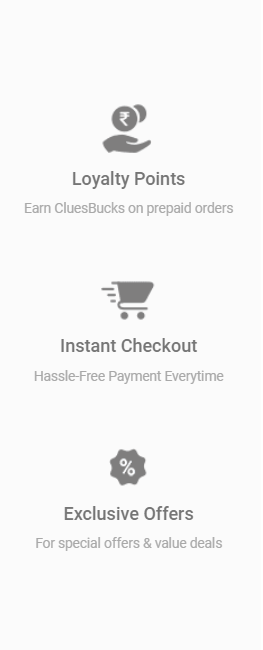 ₹
Loyalty Points
Earn CluesBucks on prepaid orders
Instant Checkout
Hassle-Free Payment Everytime
%
Exclusive Offers
For special offers & value deals